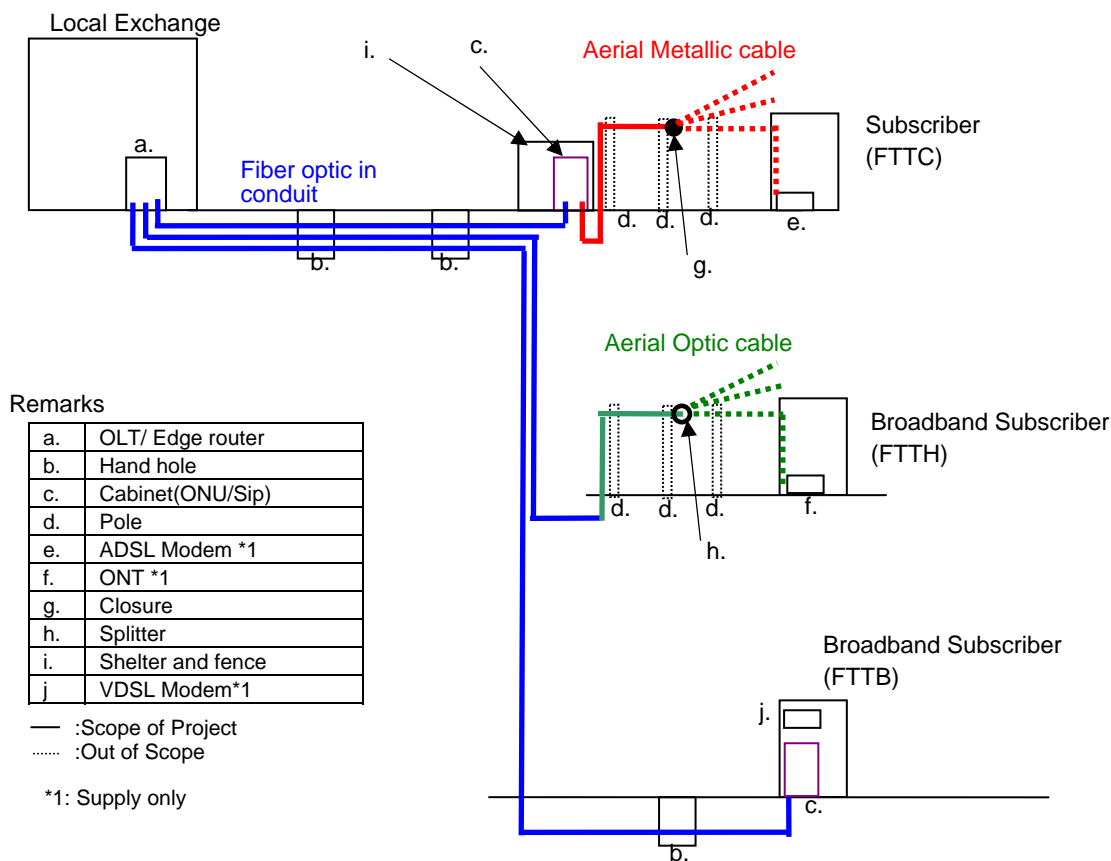 Local Exchange
i.
c.
Aerial Metallic cable
a.
Fiber optic in
conduit
Subscriber
(FTTC)
d.
d.
d.
e.
b.
b.
g.
Aerial Optic cable
Broadband Subscriber
(FTTH)
d.
d.
d.
f.
h.
Remarks
a. OLT/ Edge router
b. Hand hole
c. Cabinet(ONU/Sip)
d. Pole
e. ADSL Modem *1
f. ONT *1
g. Closure
h. Splitter
i. Shelter and fence
j VDSL Modem*1
:Scope of Project
:Out of Scope
*1: Supply only
Broadband Subscriber
(FTTB)
j.
c.
b.